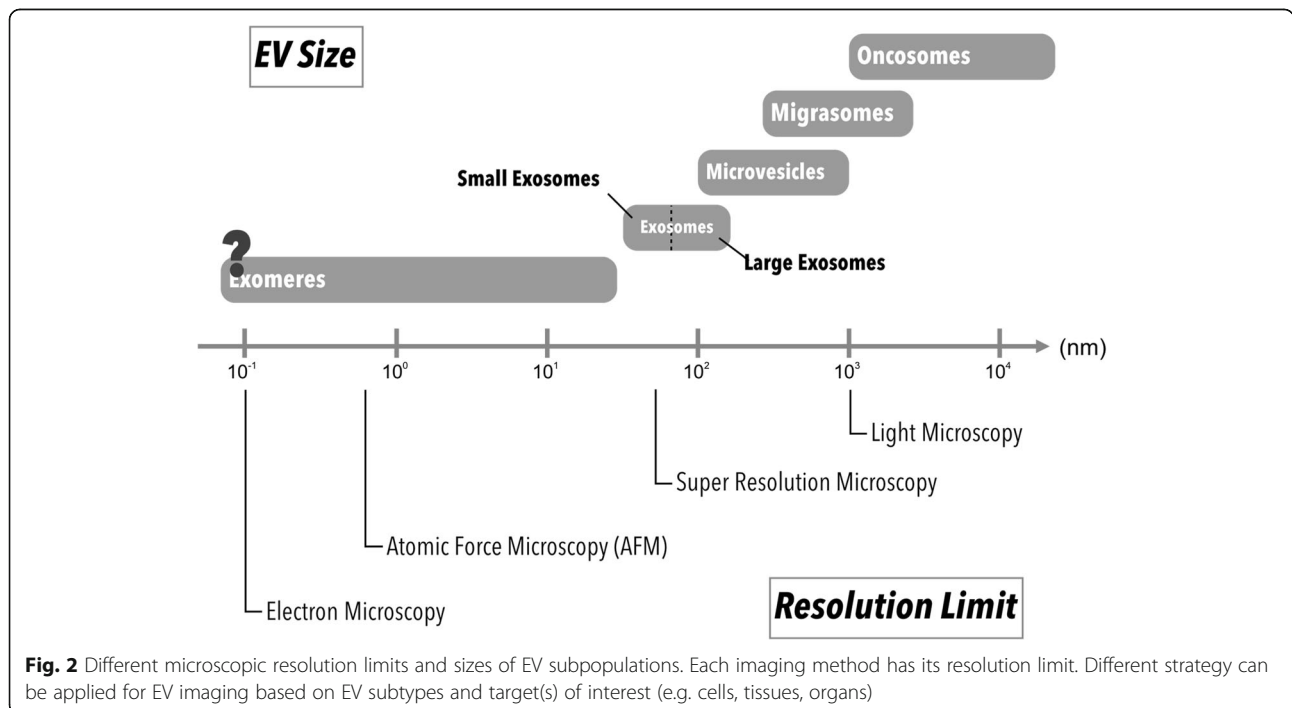 EV Size
Oncosomes
Migrasomes
Microvesicles
Small Exosomes
Exosomes
Large Exosomes
?
Exomeres
(nm)
10⁻¹ 10⁰ 10¹ 10² 10³ 10⁴
Light Microscopy
Super Resolution Microscopy
Atomic Force Microscopy (AFM)
Electron Microscopy
Resolution Limit
Fig. 2 Different microscopic resolution limits and sizes of EV subpopulations. Each imaging method has its resolution limit. Different strategy can
be applied for EV imaging based on EV subtypes and target(s) of interest (e.g. cells, tissues, organs)